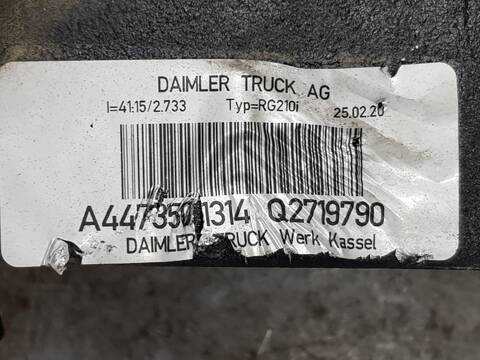 DAIMLER TRUCK AG
I=41:15/2.733 Typ=RG210i 25.02.20
Q2719790
DAIMLER TRUCK Werk Kassel